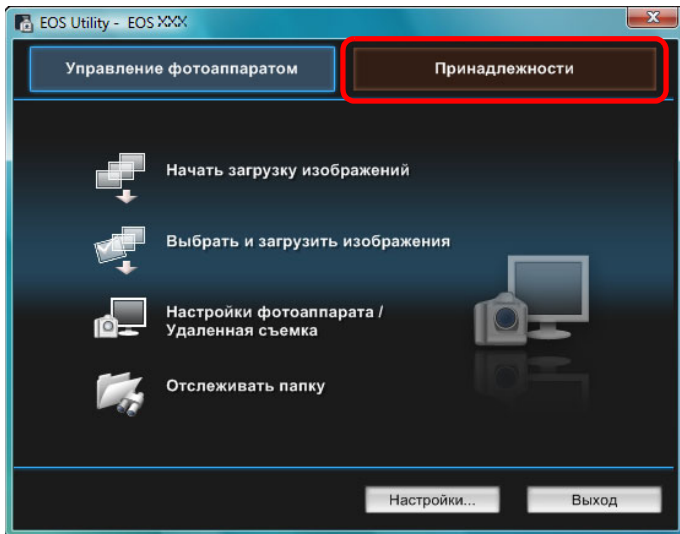 EOS Utility - EOS XXX
Управление фотоаппаратом
Принадлежности
Начать загрузку изображений
Выбрать и загрузить изображения
Настройки фотоаппарата /
Удаленная съемка
Отслеживать папку
Настройки...
Выход